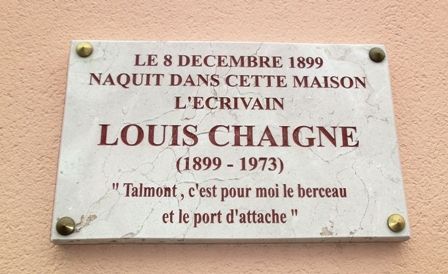 LE 8 DECEMBRE 1899
NAQUIT DANS CETTE MAISON
L'ECRIVAIN
LOUIS CHAIGNE
(1899 - 1973)
" Talmont , c'est pour moi le berceau
et le port d'attache "